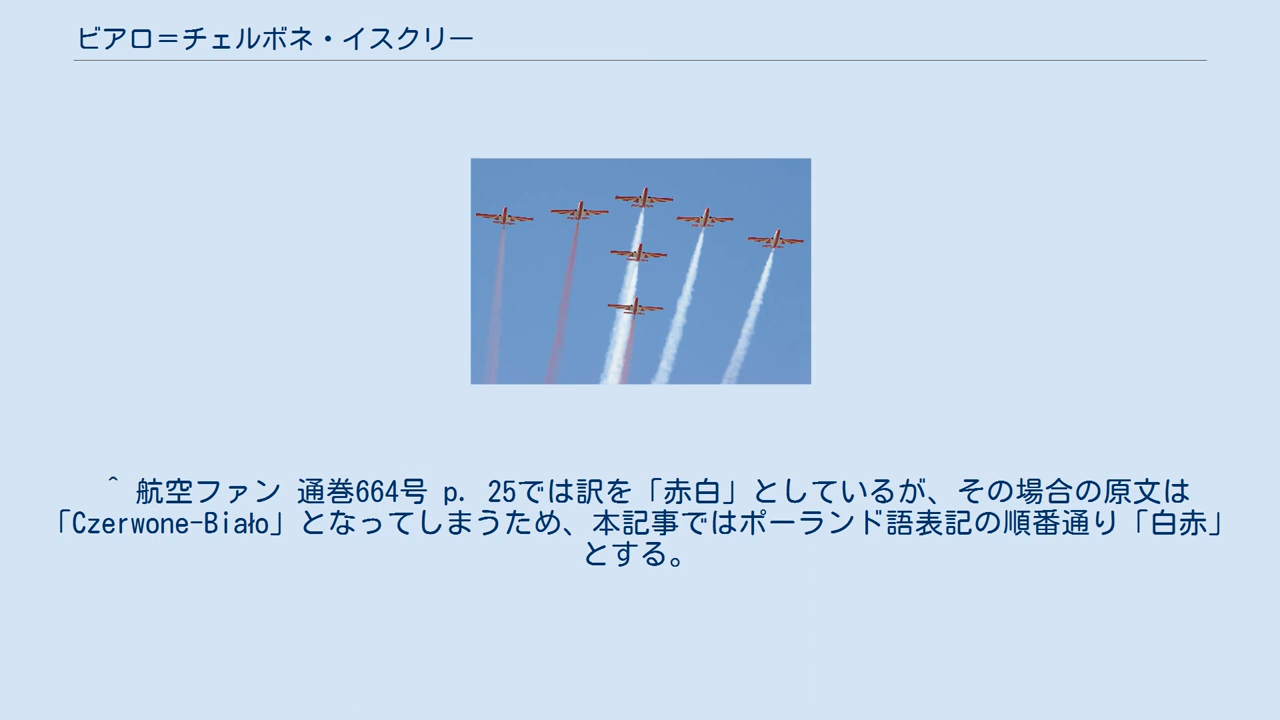 ビアロ＝チェルボネ・イスクリー
^ 航空ファン 通巻664号 p. 25では訳を「赤白」としているが、その場合の原文は
「Czerwone-Biało」となってしまうため、本記事ではポーランド語表記の順番通り「白赤」
とする。